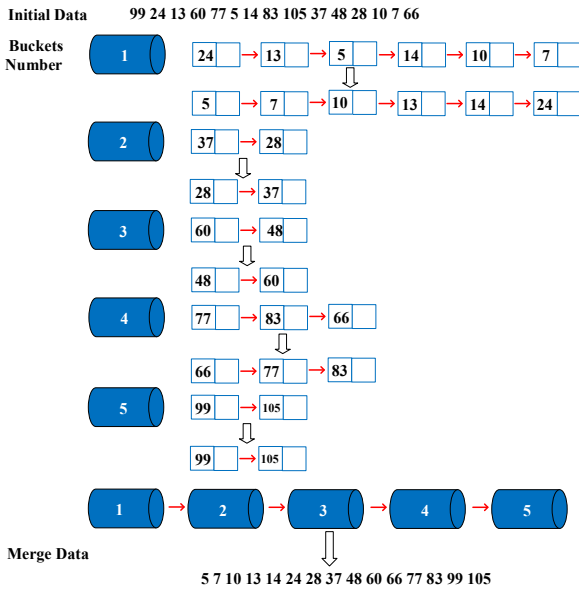 Initial Data 99 24 13 60 77 5 14 83 105 37 48 28 10 7 66
Buckets
Number
1 24 13 5 14 10 7
5 7 10 13 14 24
2 37 28
28 37
3 60 48
48 60
4 77 83 66
66 77 83
5 99 105
99 105
1 2 3 4 5
Merge Data
5 7 10 13 14 24 28 37 48 60 66 77 83 99 105